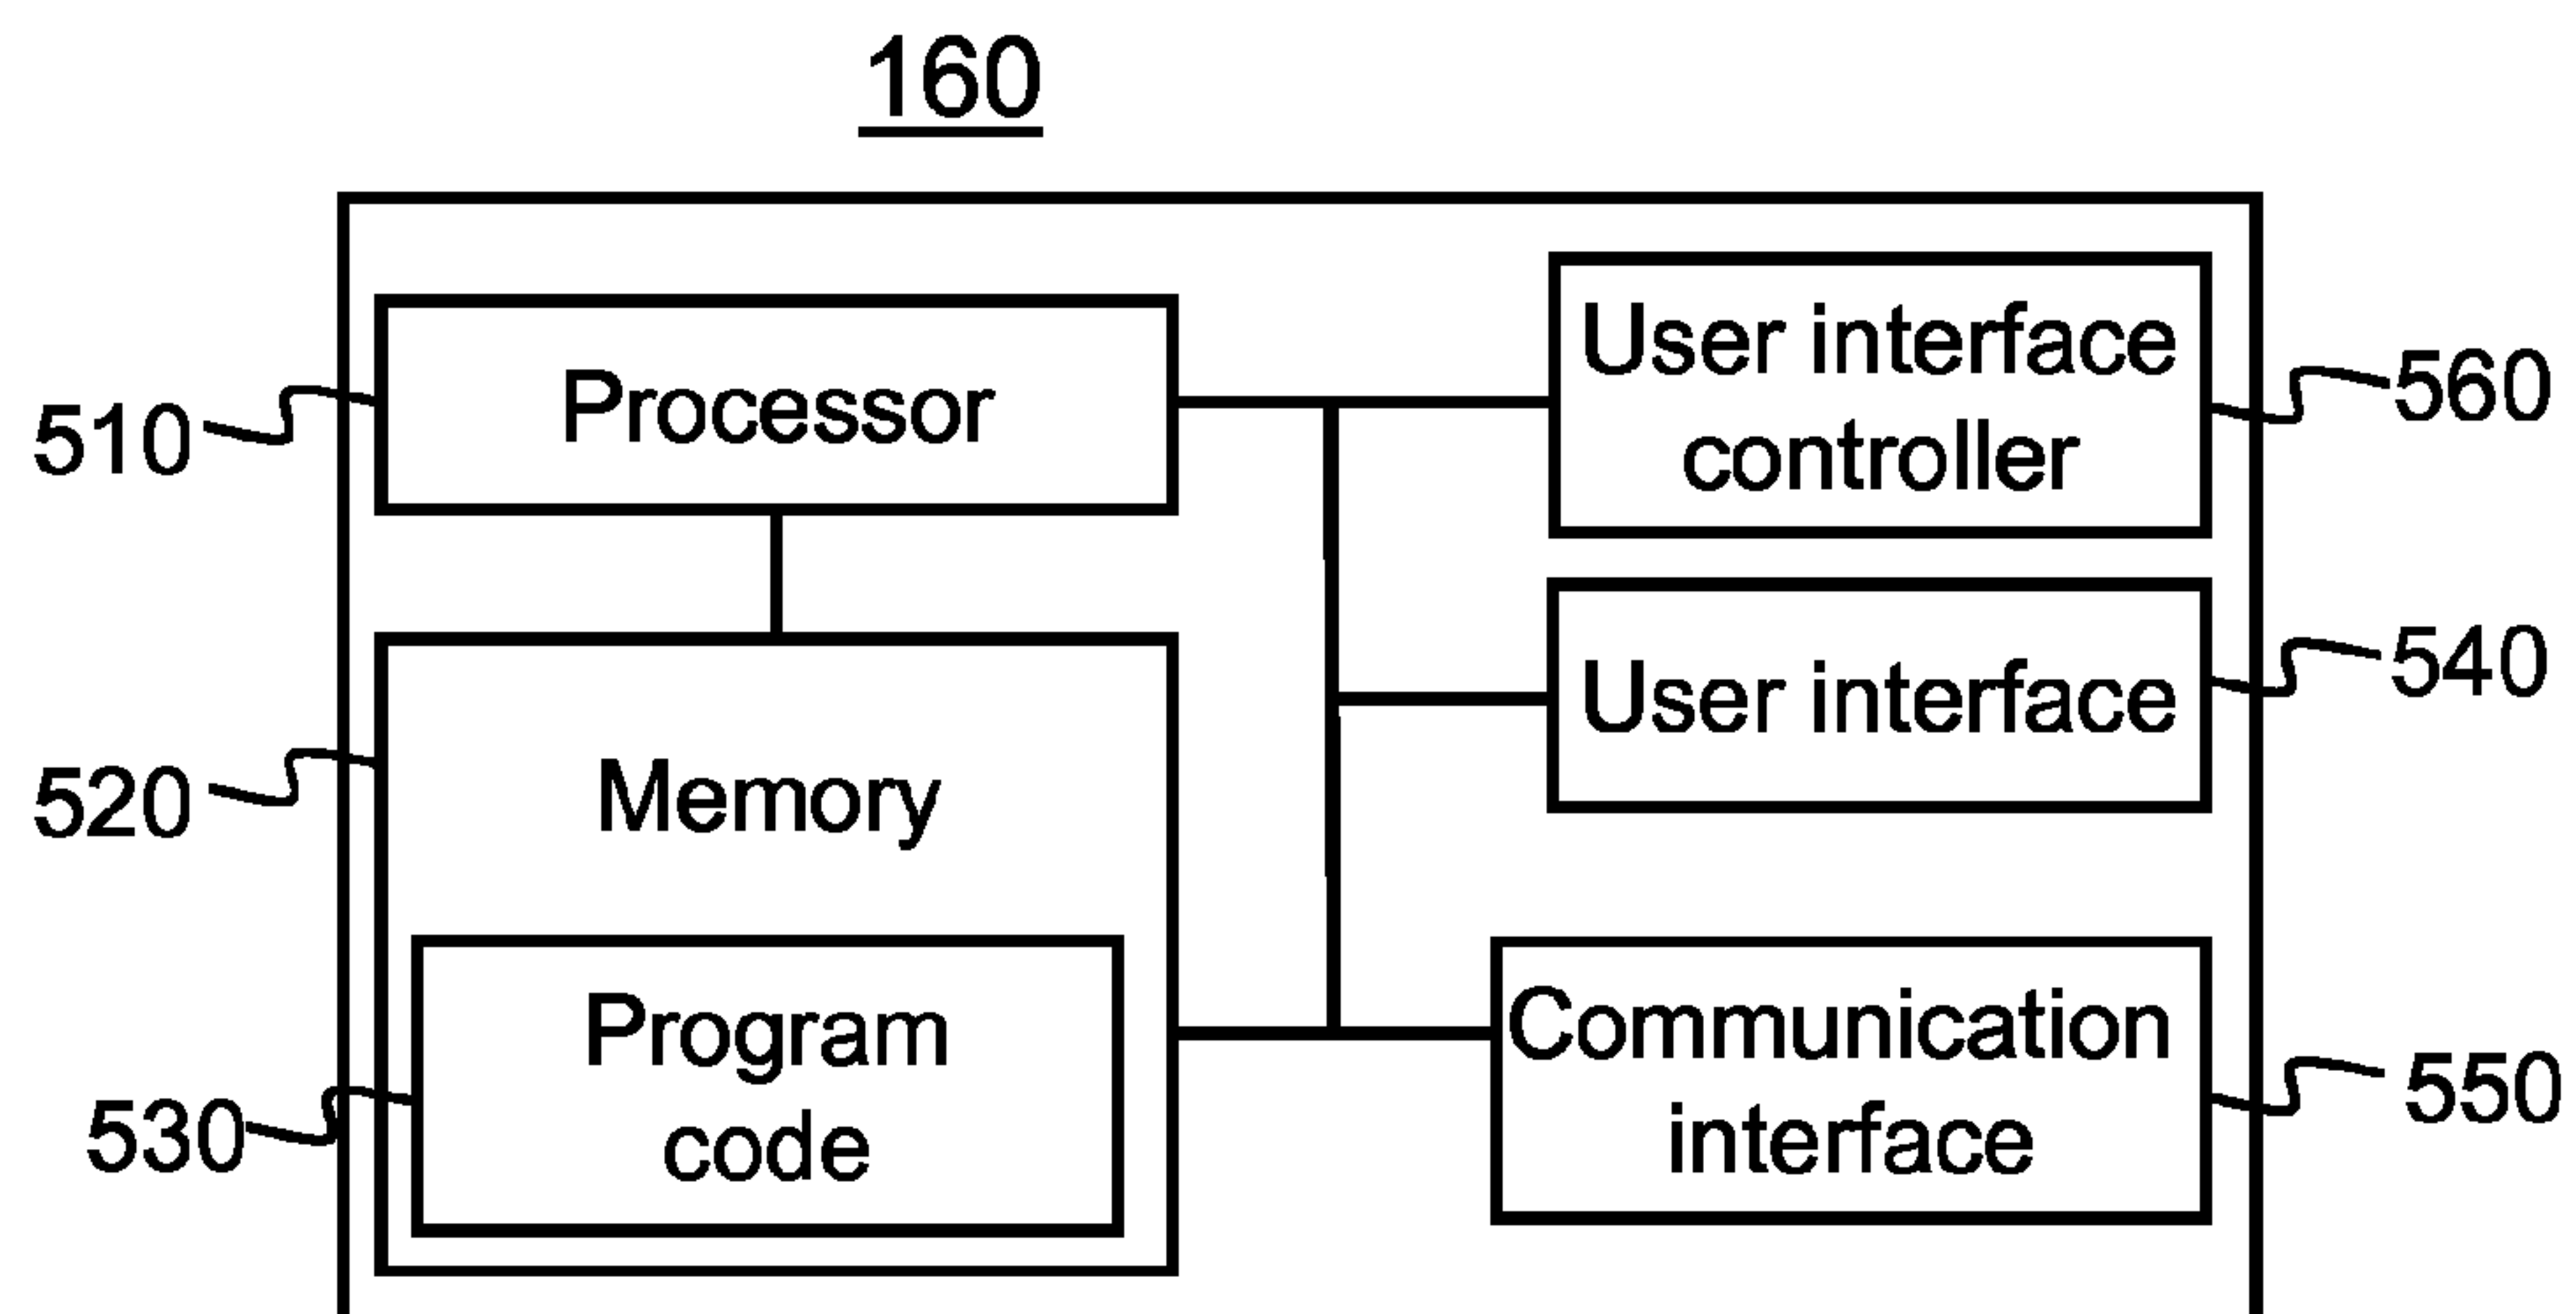 160
510
Processor
User interface
controller
560
520
Memory
User interface
540
530
Program
code
Communication
interface
550